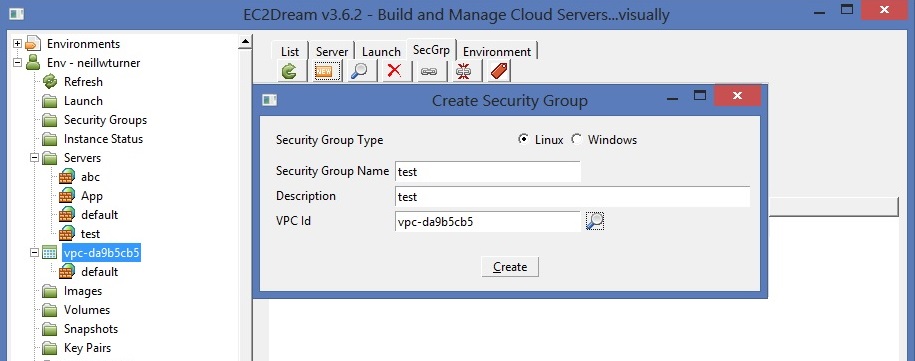 EC2Dream v3.6.2 - Build and Manage Cloud Servers...visually
Environments
Env - neillwturner
Refresh
Launch
Security Groups
Instance Status
Servers
abc
App
default
test
vpc-da9b5cb5
default
Images
Volumes
Snapshots
Key Pairs
List Server Launch SecGrp Environment
NEW
Create Security Group
Security Group Type Linux Windows
Security Group Name test
Description test
VPC Id vpc-da9b5cb5
Create